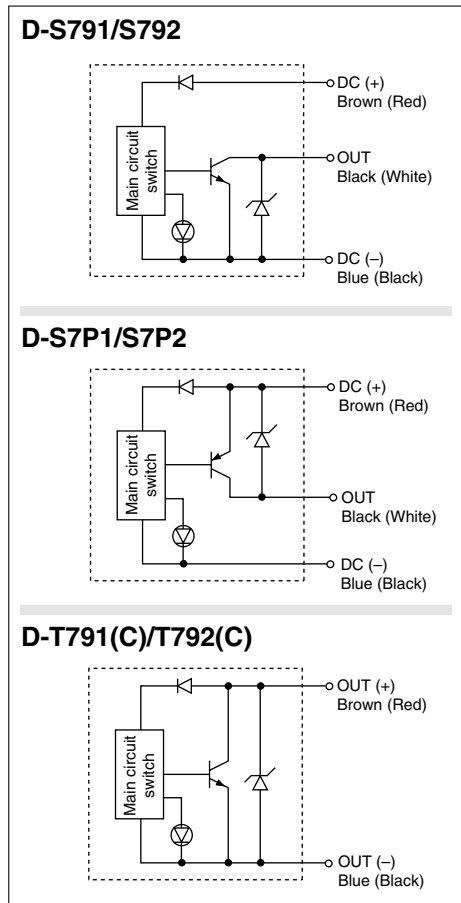 D-S791/S792
DC (+)
Brown (Red)
Main circuit
switch
OUT
Black (White)
DC (–)
Blue (Black)
D-S7P1/S7P2
DC (+)
Brown (Red)
Main circuit
switch
OUT
Black (White)
DC (–)
Blue (Black)
D-T791(C)/T792(C)
OUT (+)
Brown (Red)
Main circuit
switch
OUT (–)
Blue (Black)